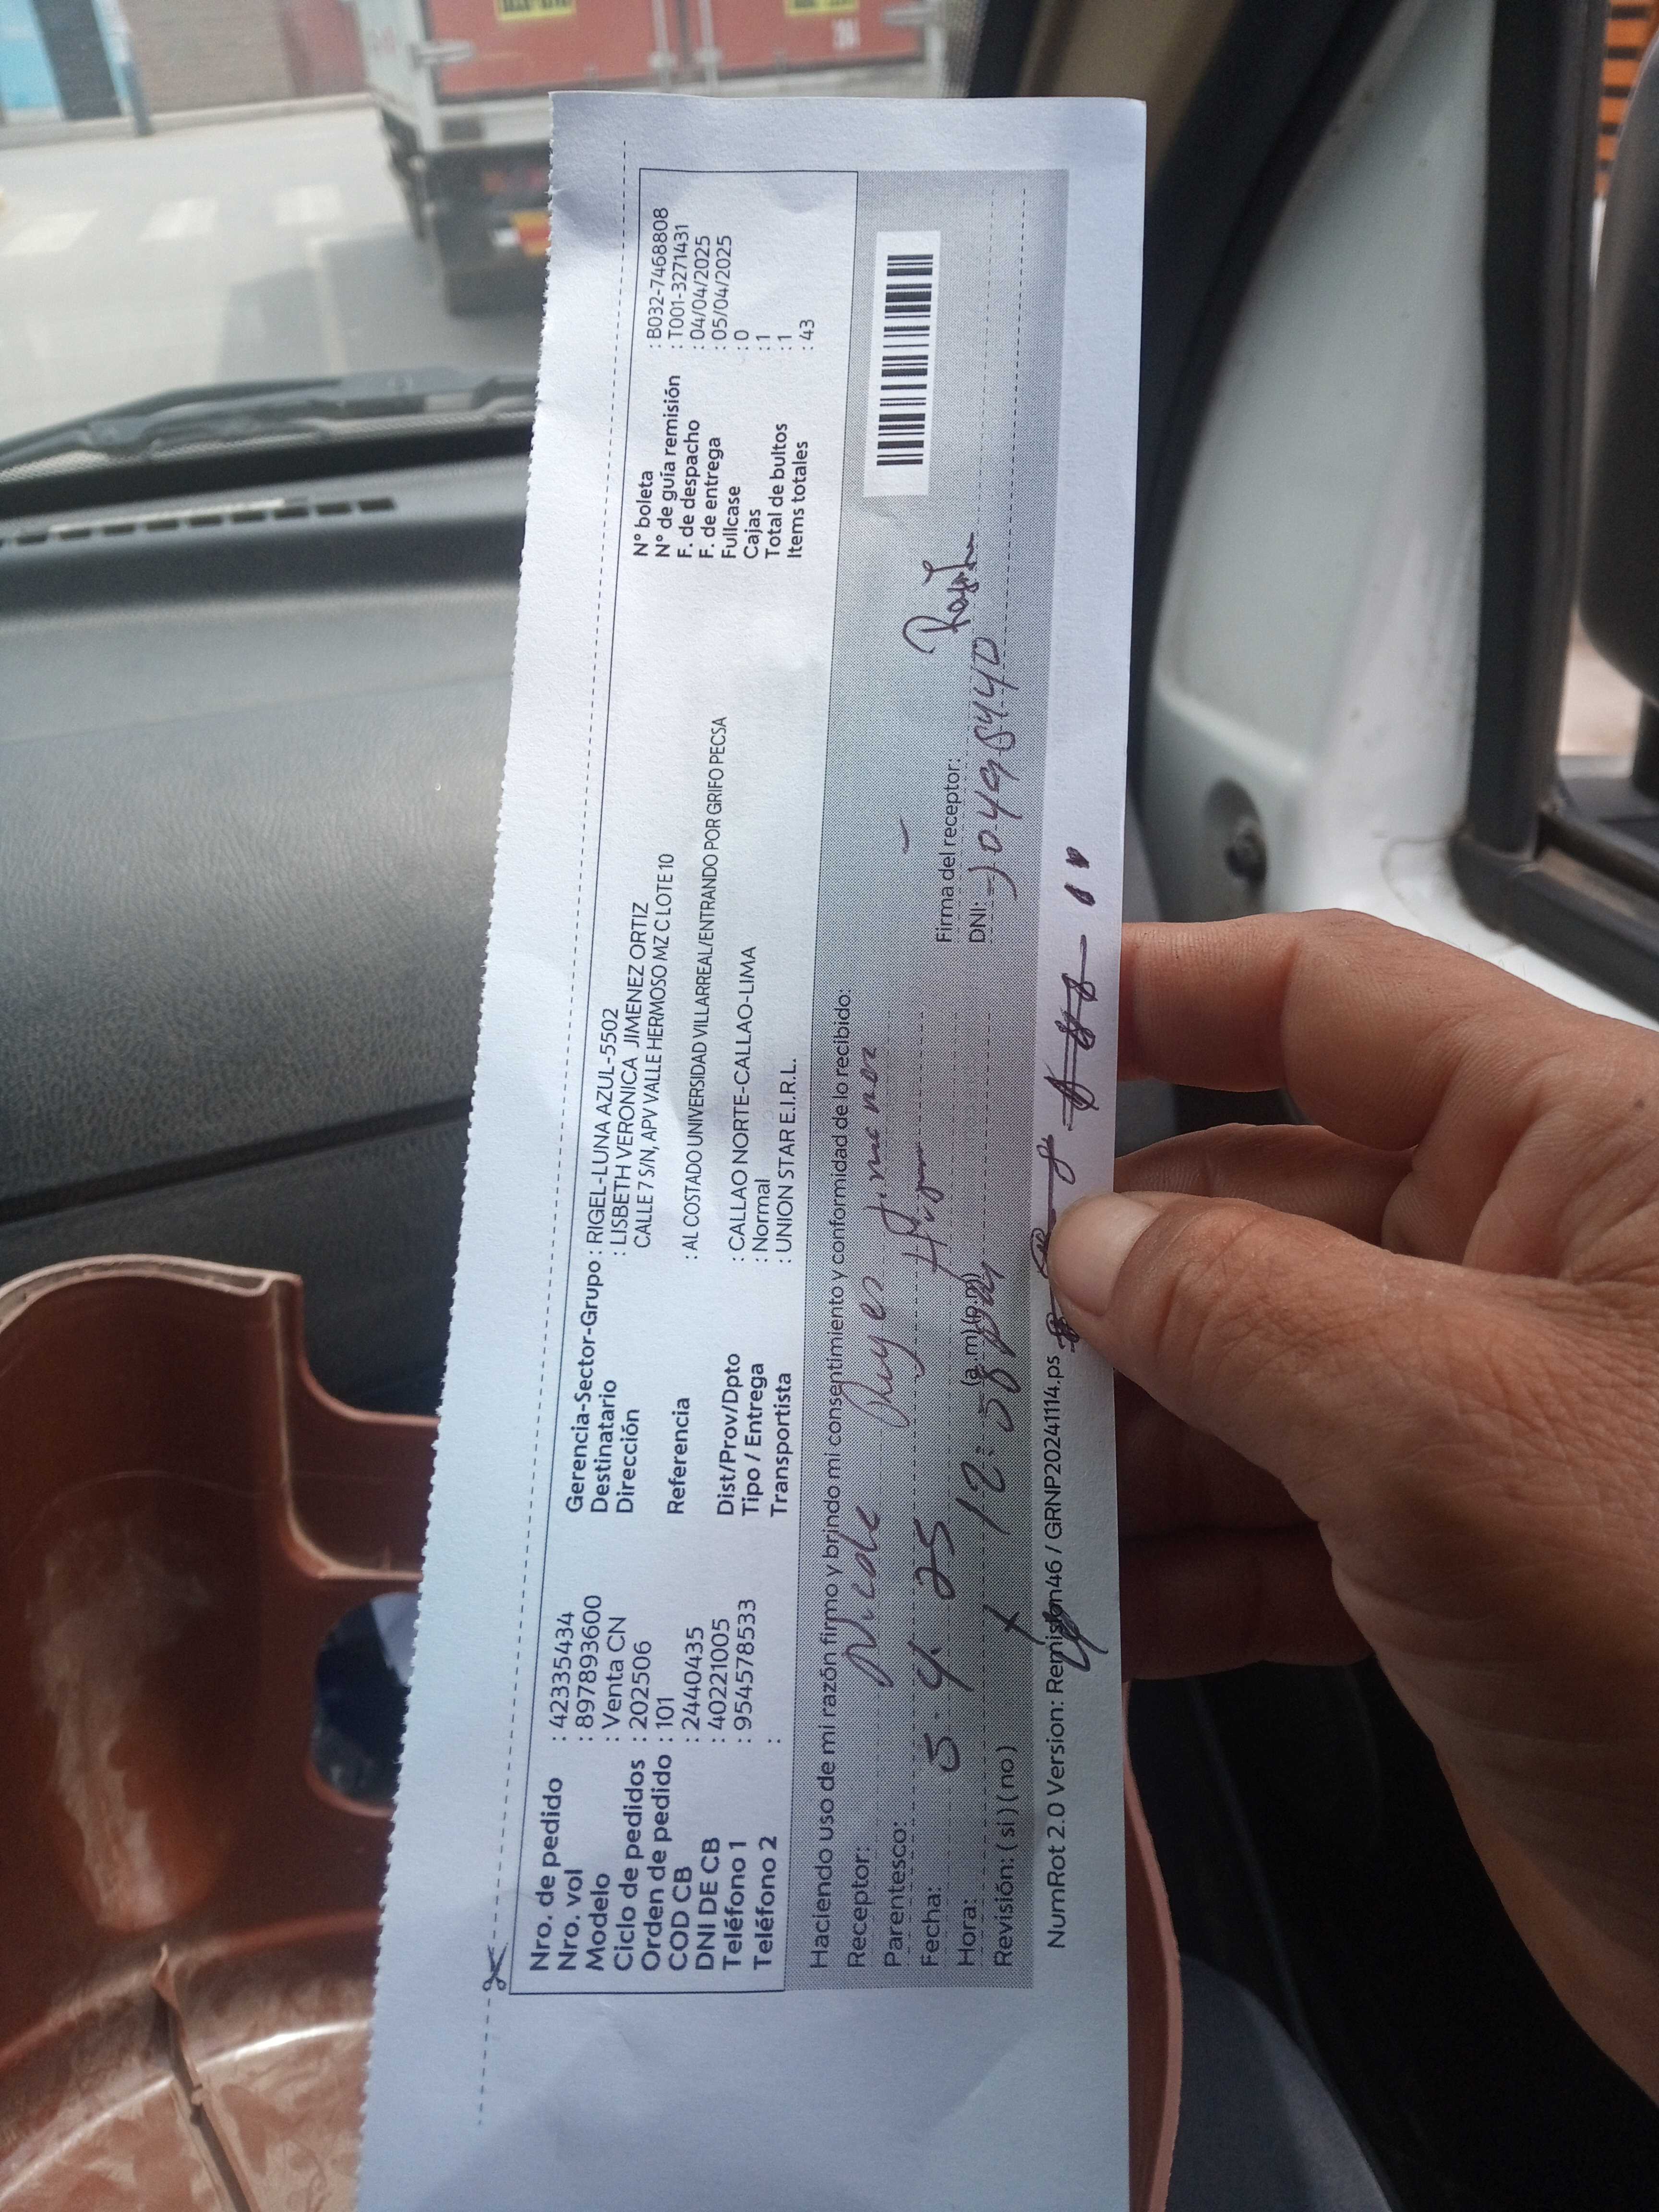 Nro. de pedido : 42335434
Nro. vol : 897893600
Modelo : Venta CN
Ciclo de pedidos : 202506
Orden de pedido : 101
COD CB : 2440435
DNI DE CB : 40221005
Teléfono 1 : 954578533
Teléfono 2 :
Gerencia-Sector-Grupo : RIGEL-LUNA AZUL-5502
Destinatario : LISBETH VERONICA JIMENEZ ORTIZ
Dirección CALLE 7 S/N, APV VALLE HERMOSO MZ C LOTE 10
Referencia : AL COSTADO UNIVERSIDAD VILLARREAL/ENTRANDO POR GRIFO PECSA
Dist/Prov/Dpto : CALLAO NORTE-CALLAO-LIMA
Tipo / Entrega : Normal
Transportista : UNION STAR E.I.R.L.
N° boleta : B032-7468808
N° de guía remisión : T001-3271431
F. de despacho : 04/04/2025
F. de entrega : 05/04/2025
Fullcase : 0
Cajas : 1
Total de bultos : 1
Items totales : 43
Haciendo uso de mi razón firmo y brindo mi consentimiento y conformidad de lo recibido:
Receptor:
Parentesco:
Fecha: 5. 4. 25
Hora: 12:58 pm (a.m) (p.m)
Revisión: ( si ) ( no )
Firma del receptor:
DNI:
NumRot 2.0 Version: Remision46 / GRNP20241114.ps